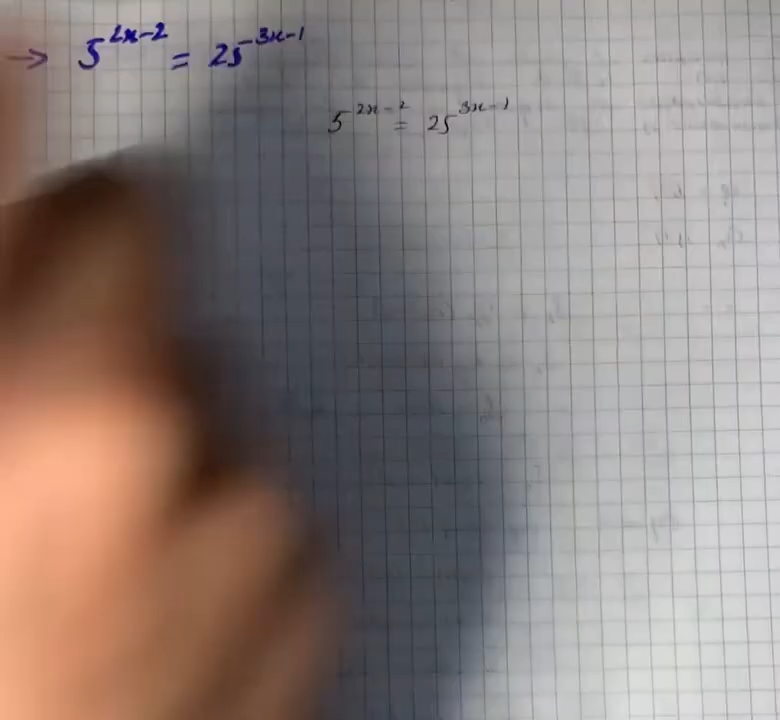 → 5^{2x-2} = 25^{-3x-1}
5^{2x-2} = 25^{3x-1}